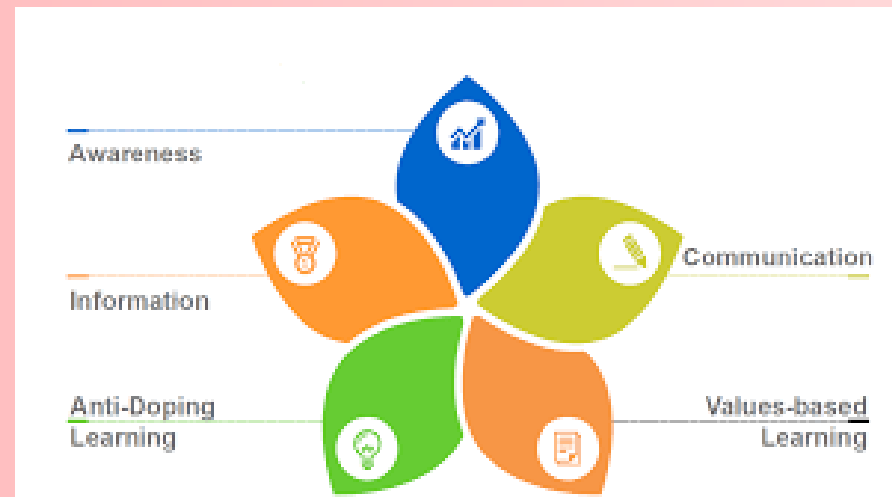 Awareness
Communication
Information
Anti-Doping
Learning
Values-based
Learning